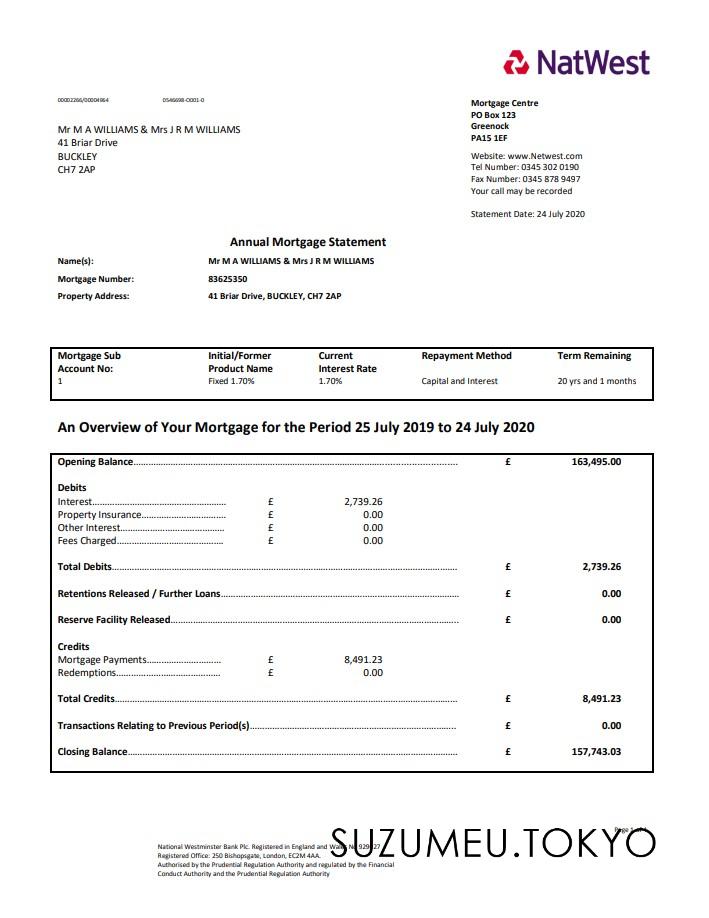 NatWest
00002266/00004964 0546698-O001-0
Mortgage Centre
PO Box 123
Greenock
PA15 1EF
Mr M A WILLIAMS & Mrs J R M WILLIAMS
41 Briar Drive
BUCKLEY
CH7 2AP
Website: www.Netwest.com
Tel Number: 0345 302 0190
Fax Number: 0345 878 9497
Your call may be recorded
Statement Date: 24 July 2020
Annual Mortgage Statement
Name(s): Mr M A WILLIAMS & Mrs J R M WILLIAMS
Mortgage Number: 83625350
Property Address: 41 Briar Drive, BUCKLEY, CH7 2AP
Mortgage Sub Initial/Former Current Repayment Method Term Remaining
Account No: Product Name Interest Rate
1 Fixed 1.70% 1.70% Capital and Interest 20 yrs and 1 months
An Overview of Your Mortgage for the Period 25 July 2019 to 24 July 2020
Opening Balance £ 163,495.00
Debits
Interest £ 2,739.26
Property Insurance £ 0.00
Other Interest £ 0.00
Fees Charged £ 0.00
Total Debits £ 2,739.26
Retentions Released / Further Loans £ 0.00
Reserve Facility Released £ 0.00
Credits
Mortgage Payments £ 8,491.23
Redemptions £ 0.00
Total Credits £ 8,491.23
Transactions Relating to Previous Period(s) £ 0.00
Closing Balance £ 157,743.03
Page
National Westminster Bank Plc. Registered in England and
Registered Office: 250 Bishopsgate, London, EC2M 4AA.
Authorised by the Prudential Regulation Authority and regulated by the Financial
Conduct Authority and the Prudential Regulation Authority
SUZUMEU.TOKYO